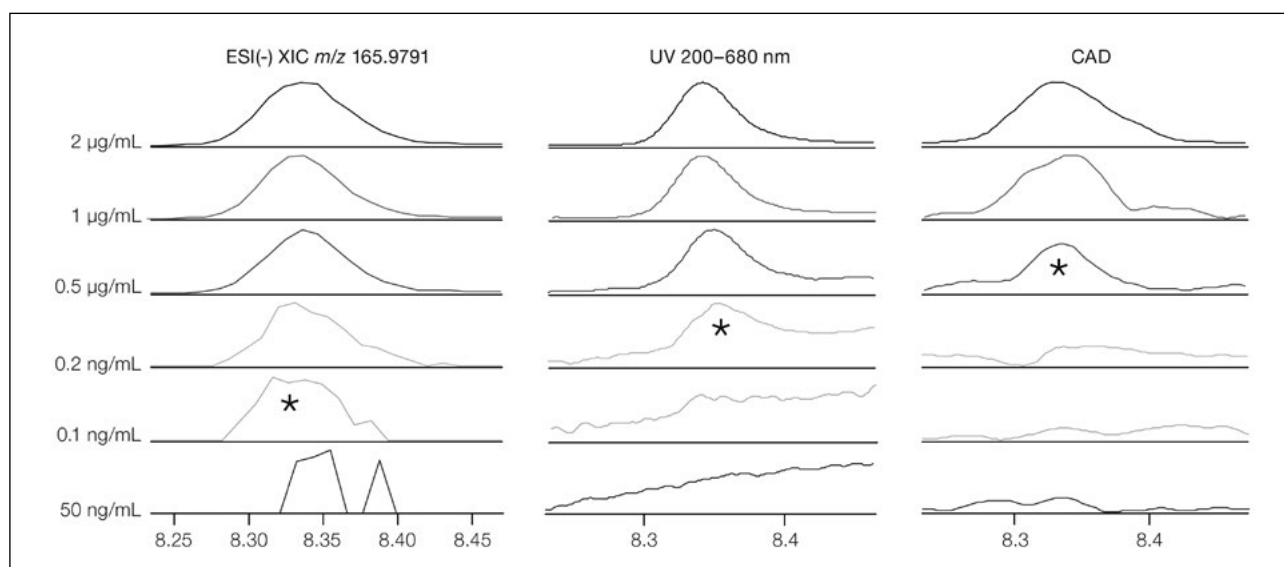 ESI(-) XIC m/z 165.9791 UV 200–680 nm CAD
2 µg/mL
1 µg/mL
0.5 µg/mL
0.2 ng/mL
0.1 ng/mL
50 ng/mL
8.25 8.30 8.35 8.40 8.45 8.3 8.4 8.3 8.4